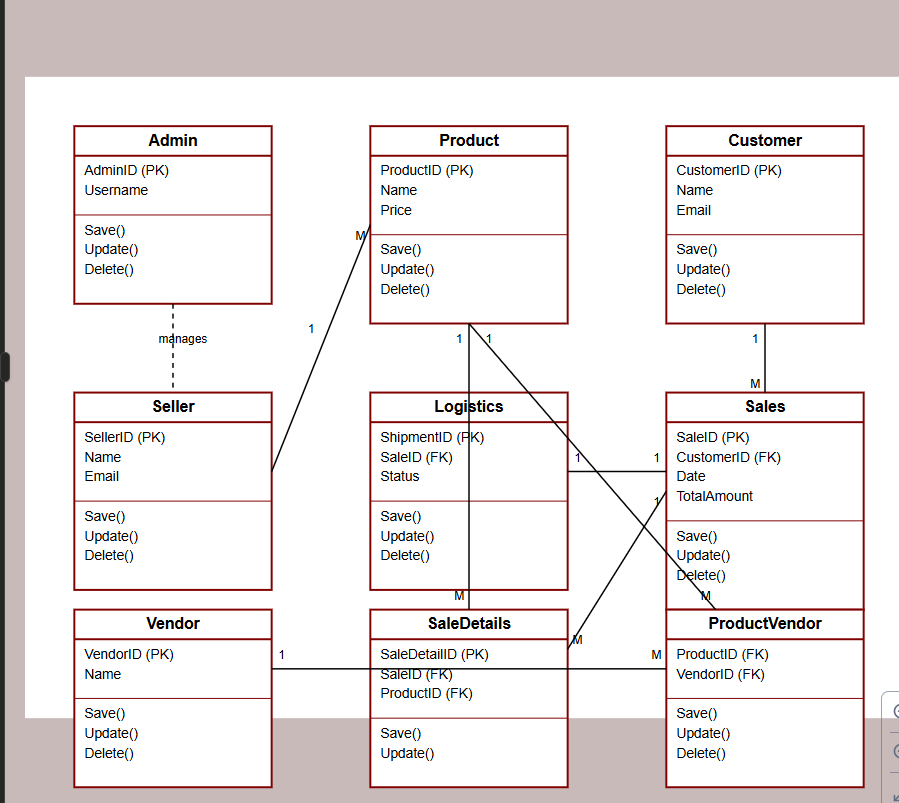 Admin
AdminID (PK)
Username
Save()
Update()
Delete()
Product
ProductID (PK)
Name
Price
Save()
Update()
Delete()
Customer
CustomerID (PK)
Name
Email
Save()
Update()
Delete()
M
1
manages
1
1
1
M
Seller
SellerID (PK)
Name
Email
Save()
Update()
Delete()
Logistics
ShipmentID (PK)
SaleID (FK)
Status
Save()
Update()
Delete()
1
1
1
Sales
SaleID (PK)
CustomerID (FK)
Date
TotalAmount
Save()
Update()
Delete()
M
M
Vendor
VendorID (PK)
Name
Save()
Update()
Delete()
1
SaleDetails
SaleDetailID (PK)
SaleID (FK)
ProductID (FK)
Save()
Update()
M
M
ProductVendor
ProductID (FK)
VendorID (FK)
Save()
Update()
Delete()